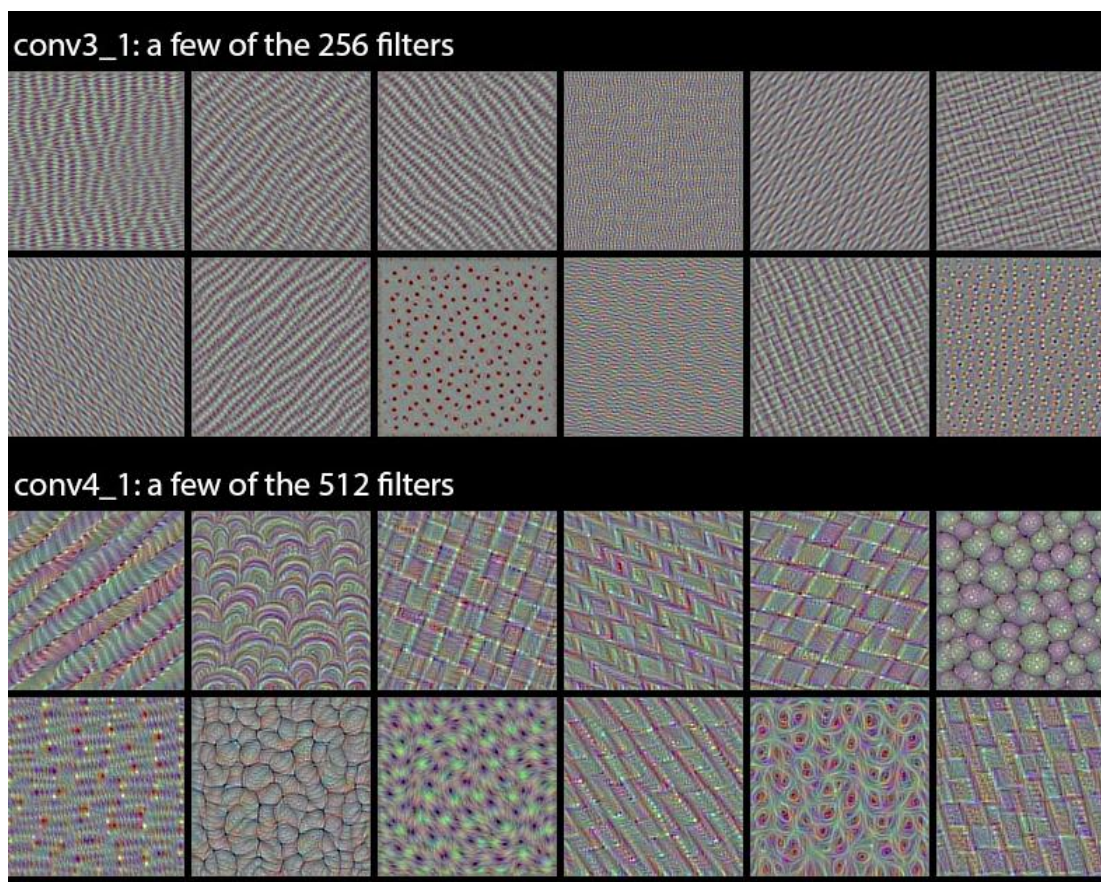 conv3_1: a few of the 256 filters
conv4_1: a few of the 512 filters